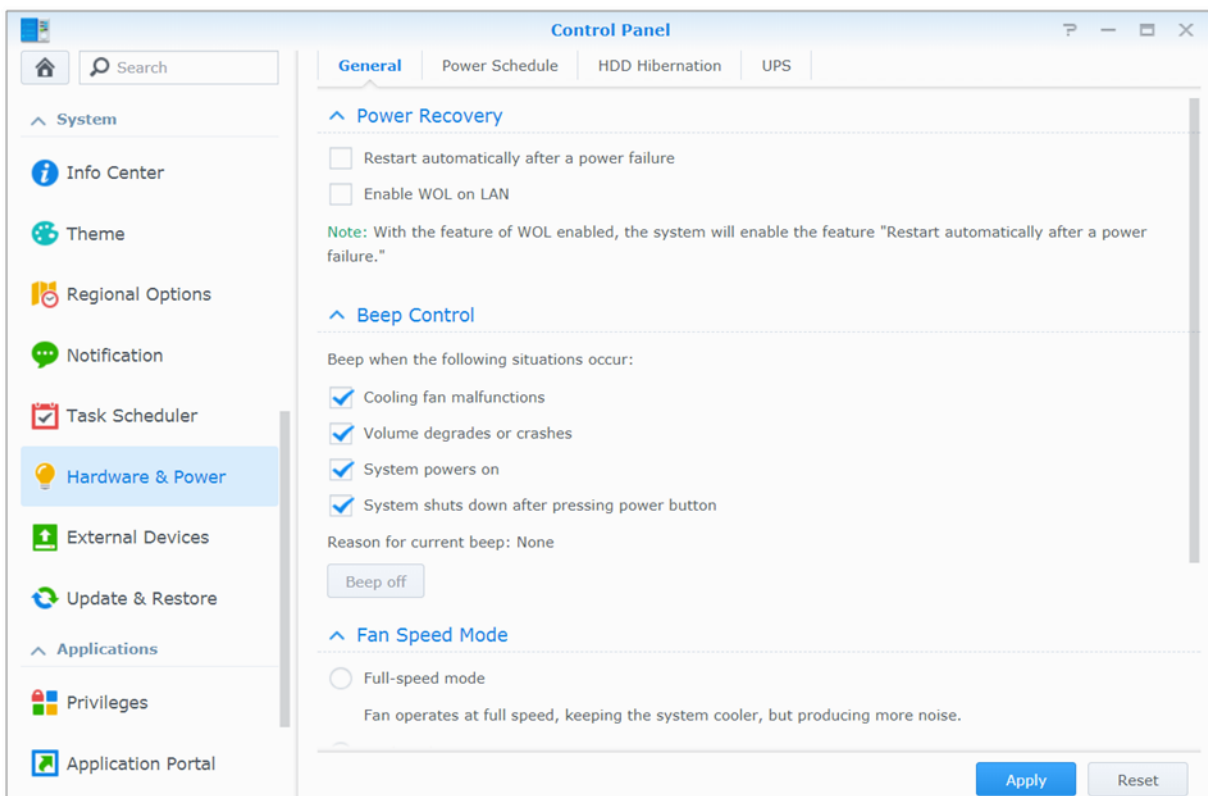 Control Panel
Search
General
Power Schedule
HDD Hibernation
UPS
System
Info Center
Theme
Regional Options
Notification
Task Scheduler
Hardware & Power
External Devices
Update & Restore
Applications
Privileges
Application Portal
Power Recovery
Restart automatically after a power failure
Enable WOL on LAN
Note: With the feature of WOL enabled, the system will enable the feature "Restart automatically after a power
failure."
Beep Control
Beep when the following situations occur:
Cooling fan malfunctions
Volume degrades or crashes
System powers on
System shuts down after pressing power button
Reason for current beep: None
Beep off
Fan Speed Mode
Full-speed mode
Fan operates at full speed, keeping the system cooler, but producing more noise.
Apply
Reset